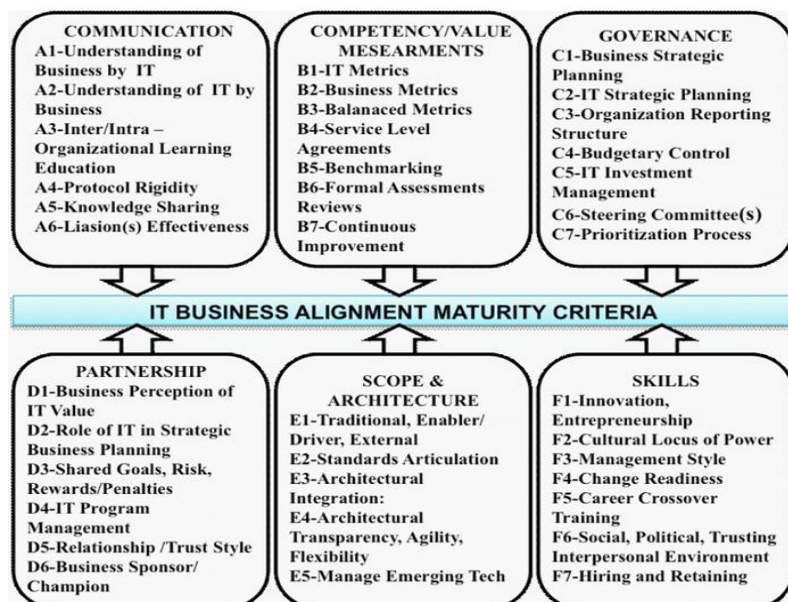 COMMUNICATION
A1-Understanding of
Business by IT
A2-Understanding of IT by
Business
A3-Inter/Intra –
Organizational Learning
Education
A4-Protocol Rigidity
A5-Knowledge Sharing
A6-Liasion(s) Effectiveness
COMPETENCY/VALUE
MESEARMENTS
B1-IT Metrics
B2-Business Metrics
B3-Balanaced Metrics
B4-Service Level
Agreements
B5-Benchmarking
B6-Formal Assessments
Reviews
B7-Continuous
Improvement
GOVERNANCE
C1-Business Strategic
Planning
C2-IT Strategic Planning
C3-Organization Reporting
Structure
C4-Budgetary Control
C5-IT Investment
Management
C6-Steering Committee(s)
C7-Prioritization Process
IT BUSINESS ALIGNMENT MATURITY CRITERIA
PARTNERSHIP
D1-Business Perception of
IT Value
D2-Role of IT in Strategic
Business Planning
D3-Shared Goals, Risk,
Rewards/Penalties
D4-IT Program
Management
D5-Relationship /Trust Style
D6-Business Sponsor/
Champion
SCOPE &
ARCHITECTURE
E1-Traditional, Enabler/
Driver, External
E2-Standards Articulation
E3-Architectural
Integration:
E4-Architectural
Transparency, Agility,
Flexibility
E5-Manage Emerging Tech
SKILLS
F1-Innovation,
Entrepreneurship
F2-Cultural Locus of Power
F3-Management Style
F4-Change Readiness
F5-Career Crossover
Training
F6-Social, Political, Trusting
Interpersonal Environment
F7-Hiring and Retaining